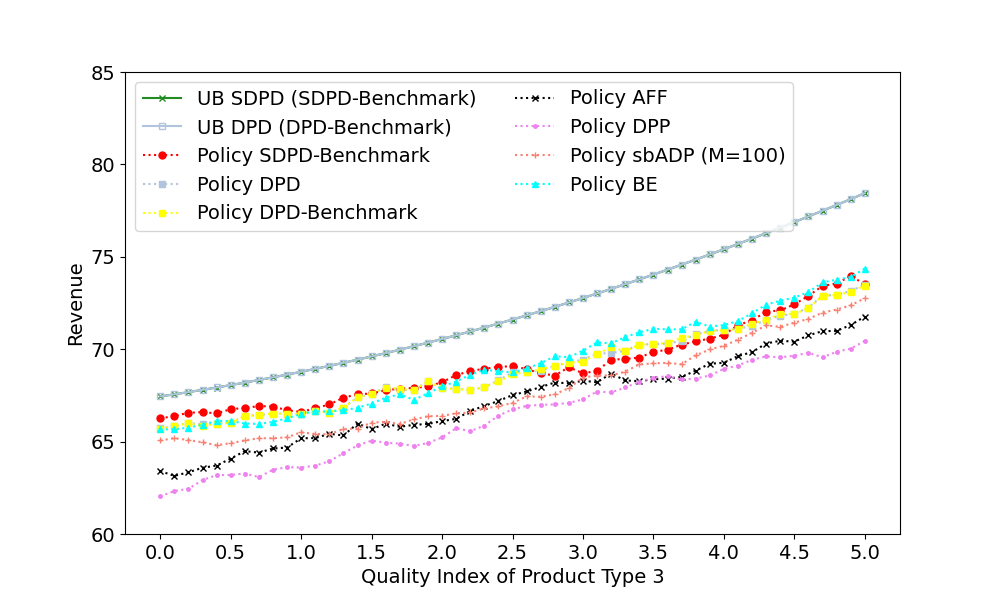 85
80
75
70
65
60
Revenue
UB SDPD (SDPD-Benchmark)
UB DPD (DPD-Benchmark)
Policy SDPD-Benchmark
Policy DPD
Policy DPD-Benchmark
Policy AFF
Policy DPP
Policy sbADP (M=100)
Policy BE
0.0 0.5 1.0 1.5 2.0 2.5 3.0 3.5 4.0 4.5 5.0
Quality Index of Product Type 3